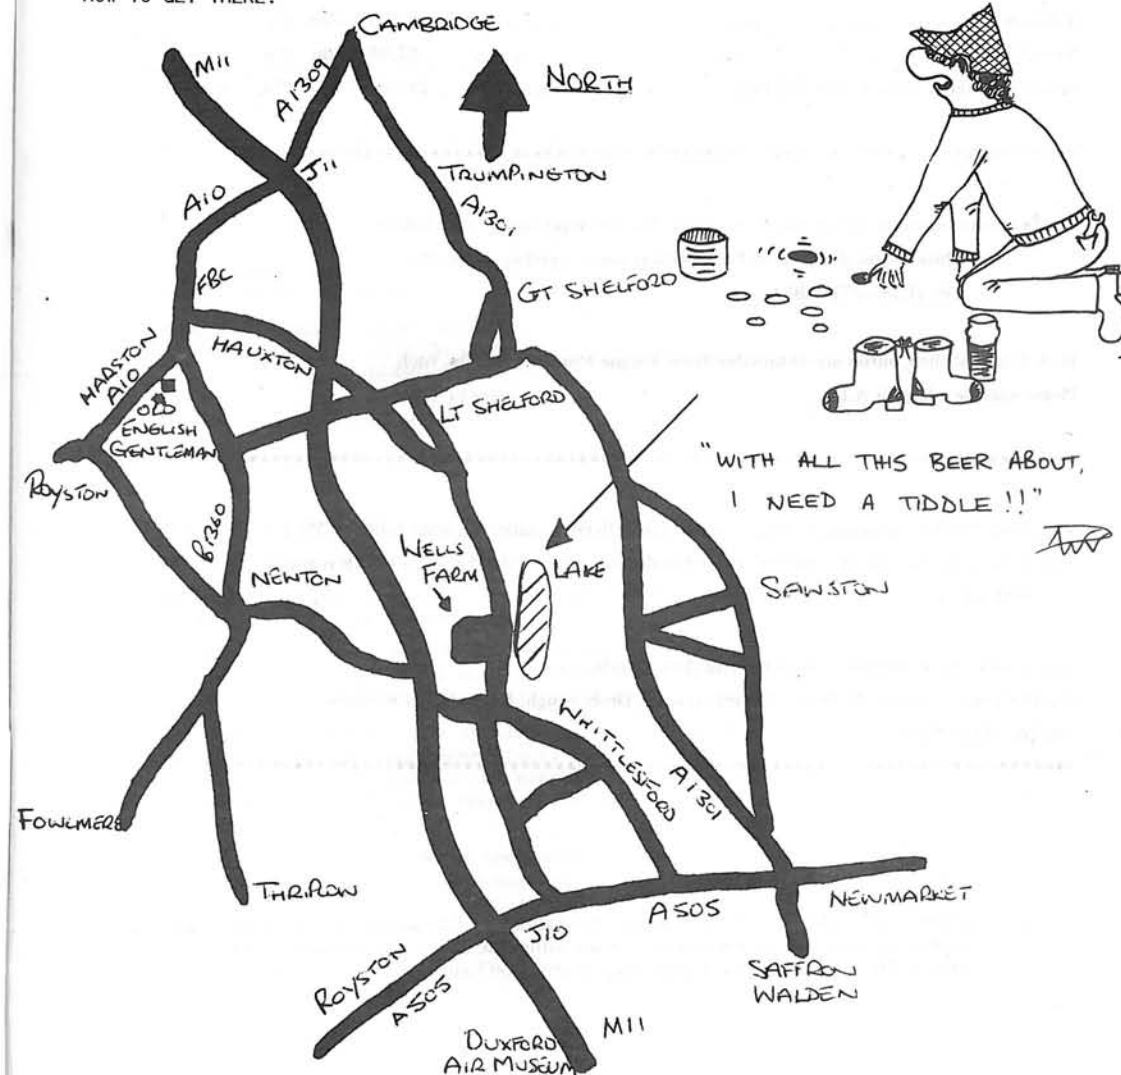 HOW TO GET THERE:
CAMBRIDGE
M11
A1309
NORTH
J11
TRUMPINGTON
A10
A1301
FBC
GT SHELFORD
HAUXTON
HARSTON
A10
LT SHELFORD
OLD
ENGLISH
GENTLEMAN
ROYSTON
"WITH ALL THIS BEER ABOUT,
I NEED A TIDDLE !!"
B1360
WELLS
FARM
LAKE
NEWTON
SAWSTON
WHITTLESFORD
A1301
FOWLMERE
THRIPLOW
NEWMARKET
A505
J10
ROYSTON
A505
SAFFRON
WALDEN
M11
DUXFORD
AIR MUSEUM